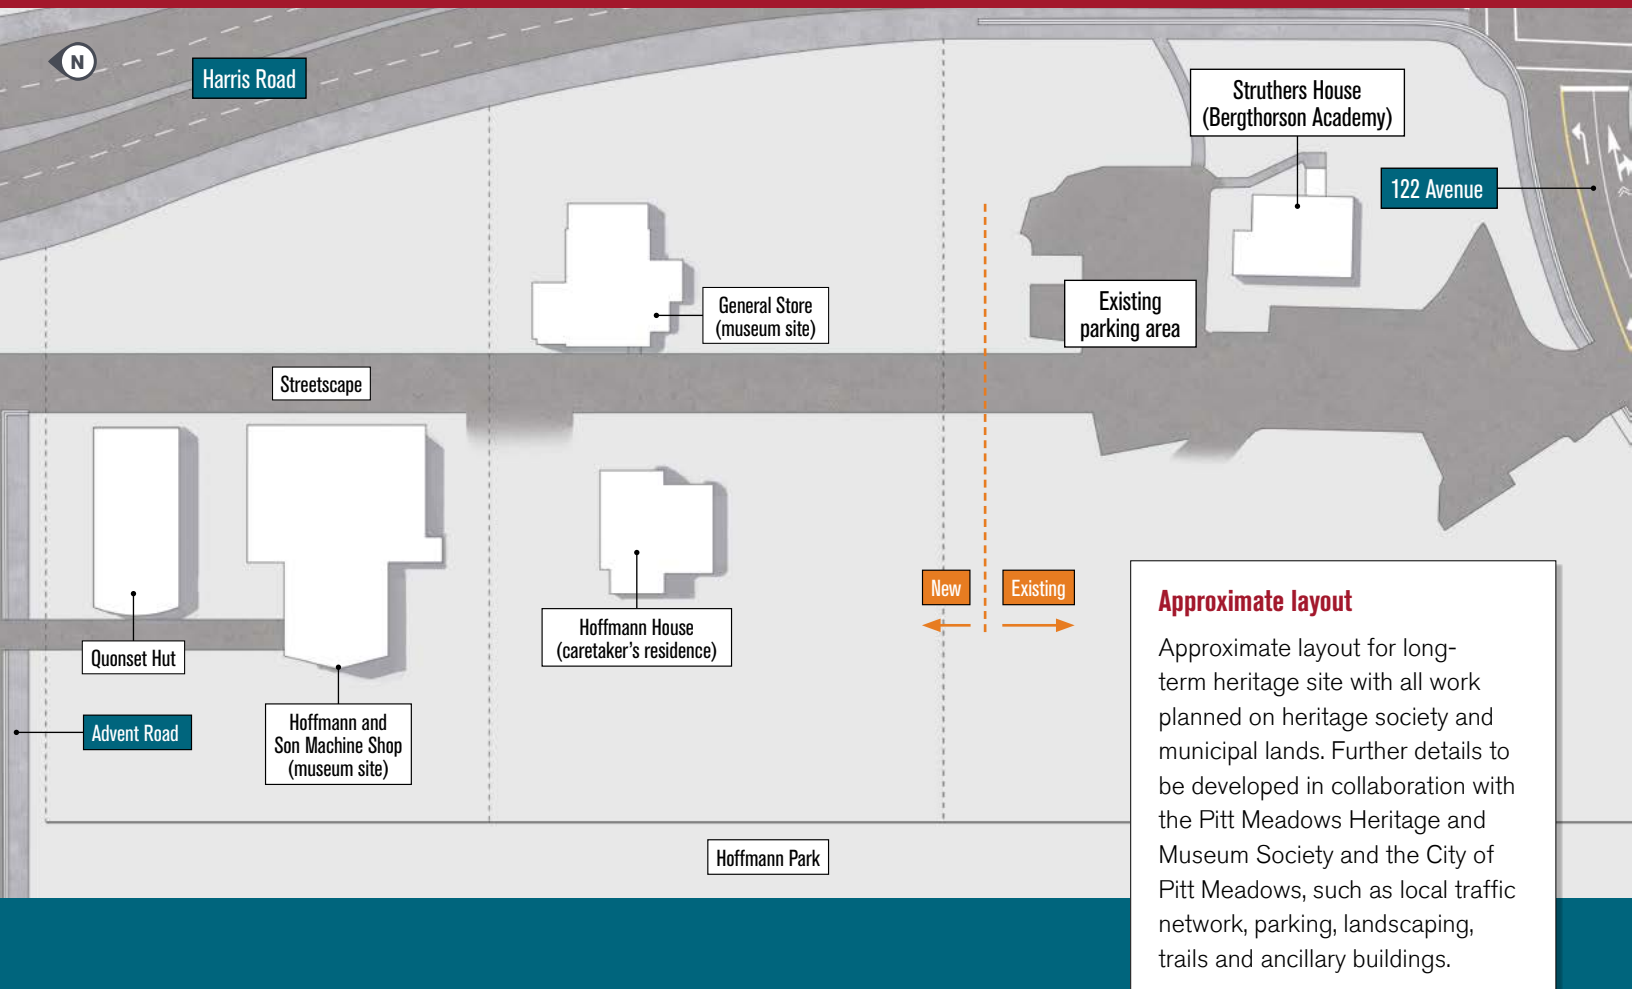 N
Harris Road
Struthers House
(Bergthorson Academy)
122 Avenue
General Store
(museum site)
Existing
parking area
Streetscape
New
Existing
Quonset Hut
Hoffmann House
(caretaker's residence)
Advent Road
Hoffmann and
Son Machine Shop
(museum site)
Hoffmann Park
Approximate layout
Approximate layout for long-
term heritage site with all work
planned on heritage society and
municipal lands. Further details to
be developed in collaboration with
the Pitt Meadows Heritage and
Museum Society and the City of
Pitt Meadows, such as local traffic
network, parking, landscaping,
trails and ancillary buildings.